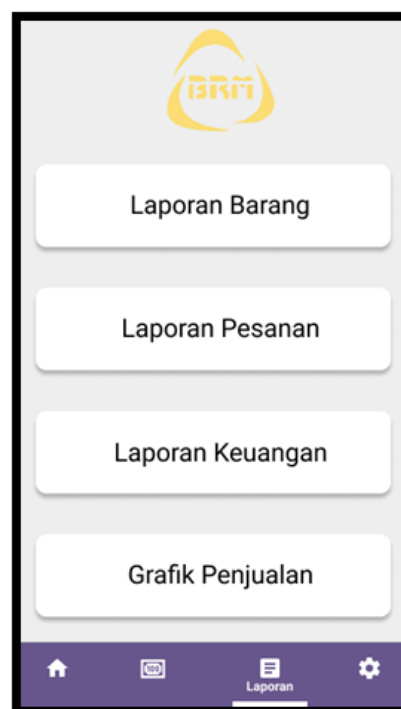 BRM
Laporan Barang
Laporan Pesanan
Laporan Keuangan
Grafik Penjualan
100
Laporan